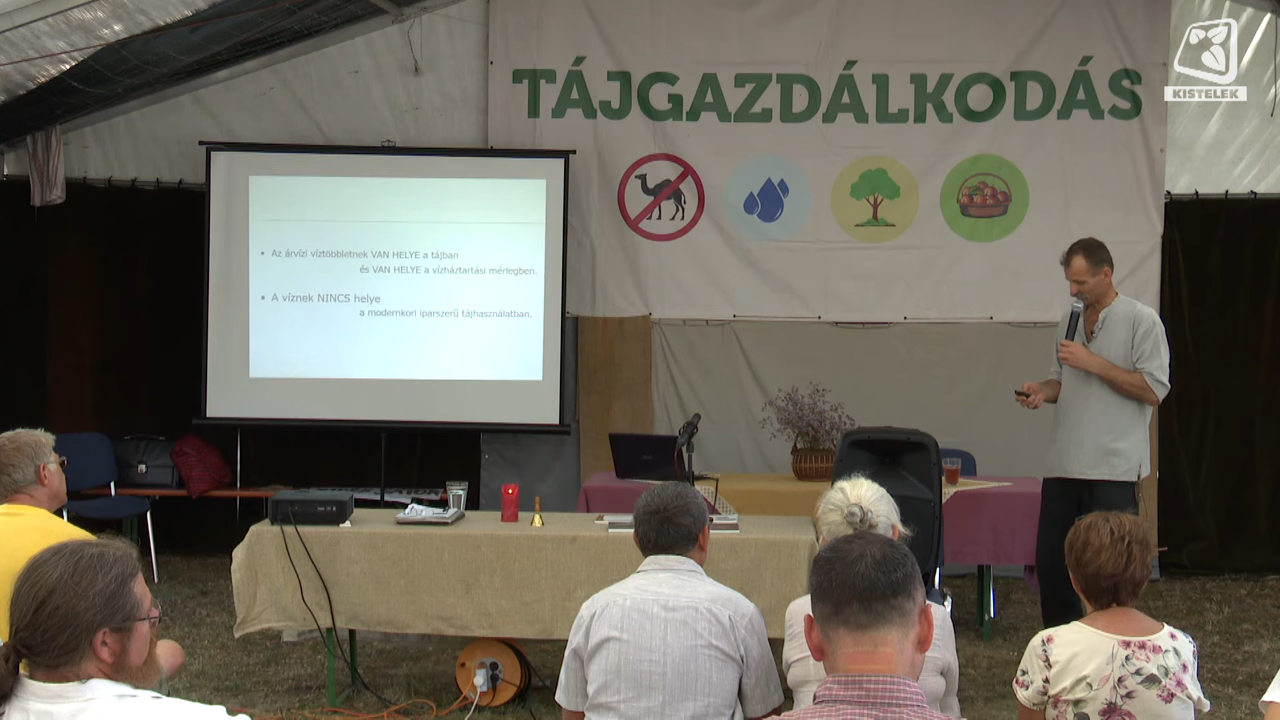 TÁJGAZDÁLKODÁS
KISTELEK
• Az árvízi víztöbbletnek VAN HELYE a tájban
és VAN HELYE a vízháztartási mérlegben.
• A víznek NINCS helye
a modernkori iparszerű tájhasználatban.